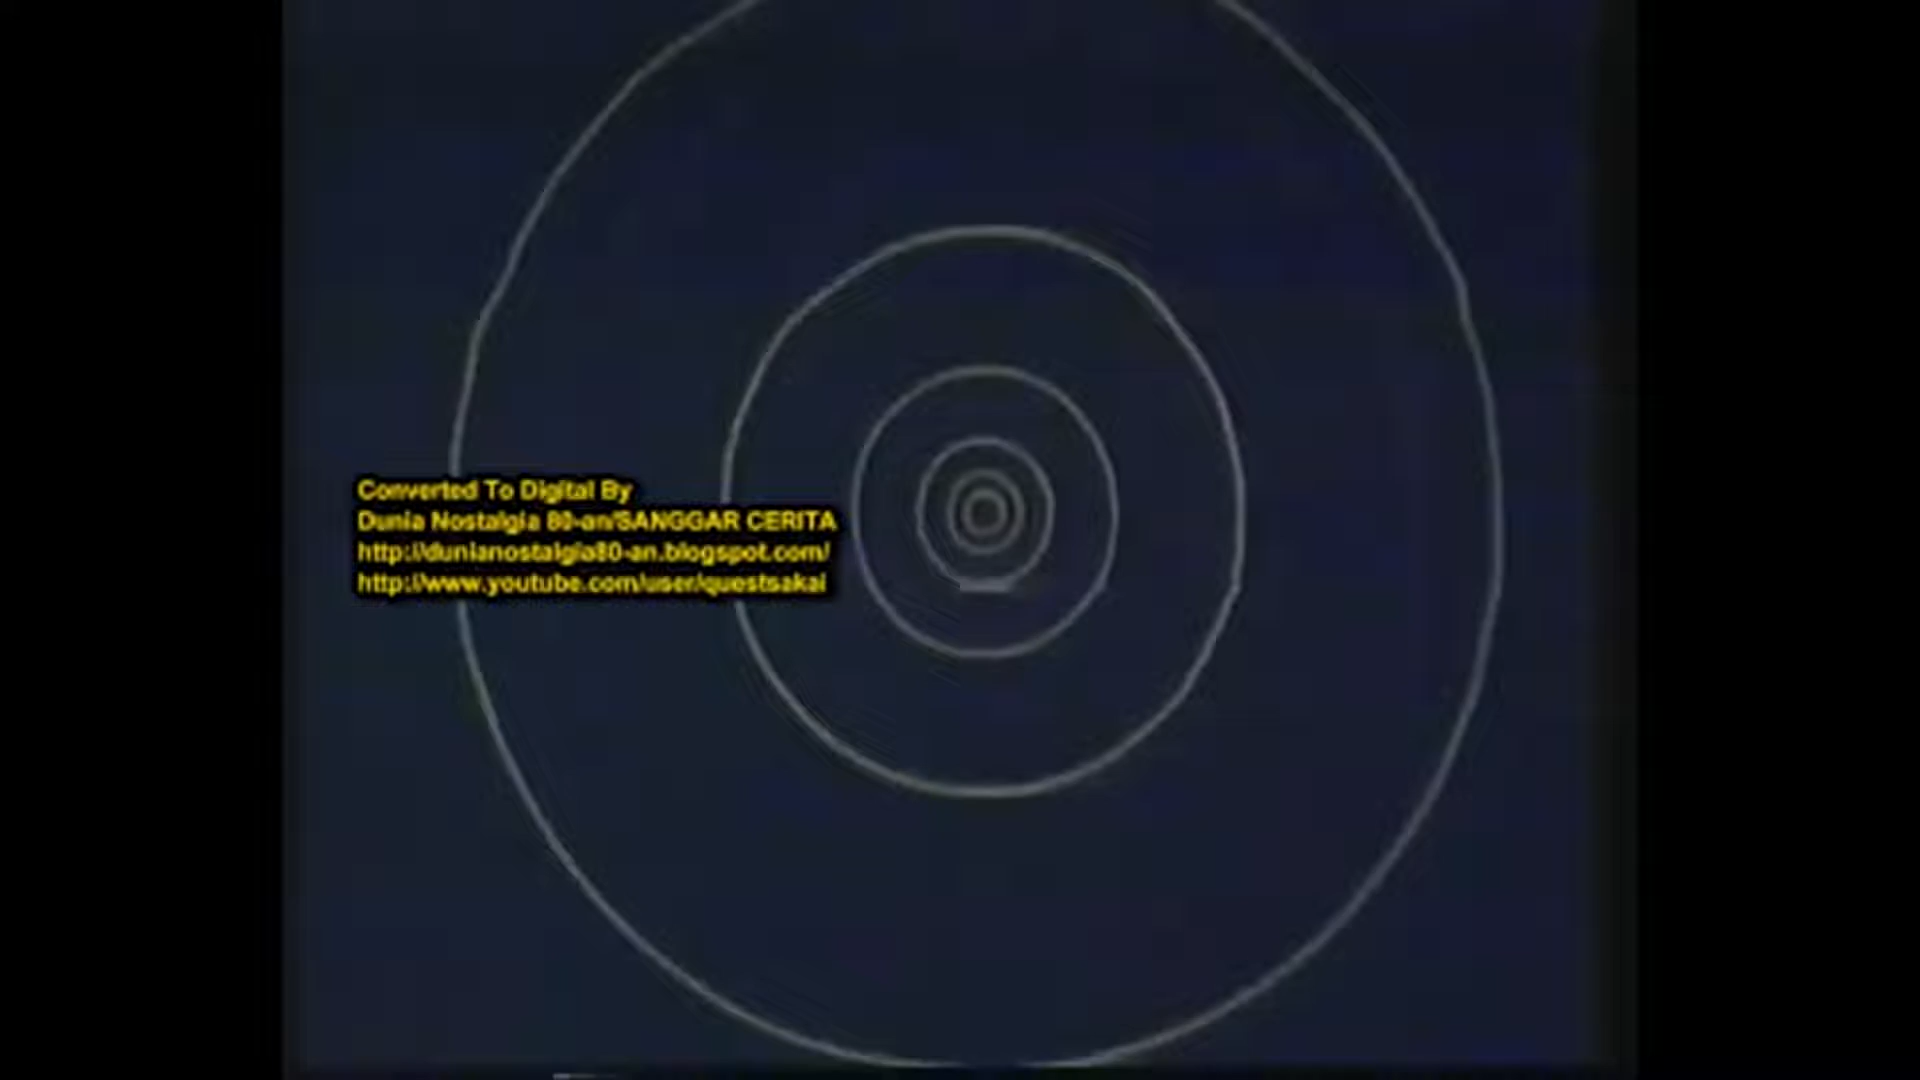 Converted To Digital By
Dunia Nostalgia 80-an/SANGGAR CERITA
http://dunianostalgia80-an.blogspot.com/
http://www.youtube.com/user/questsakai